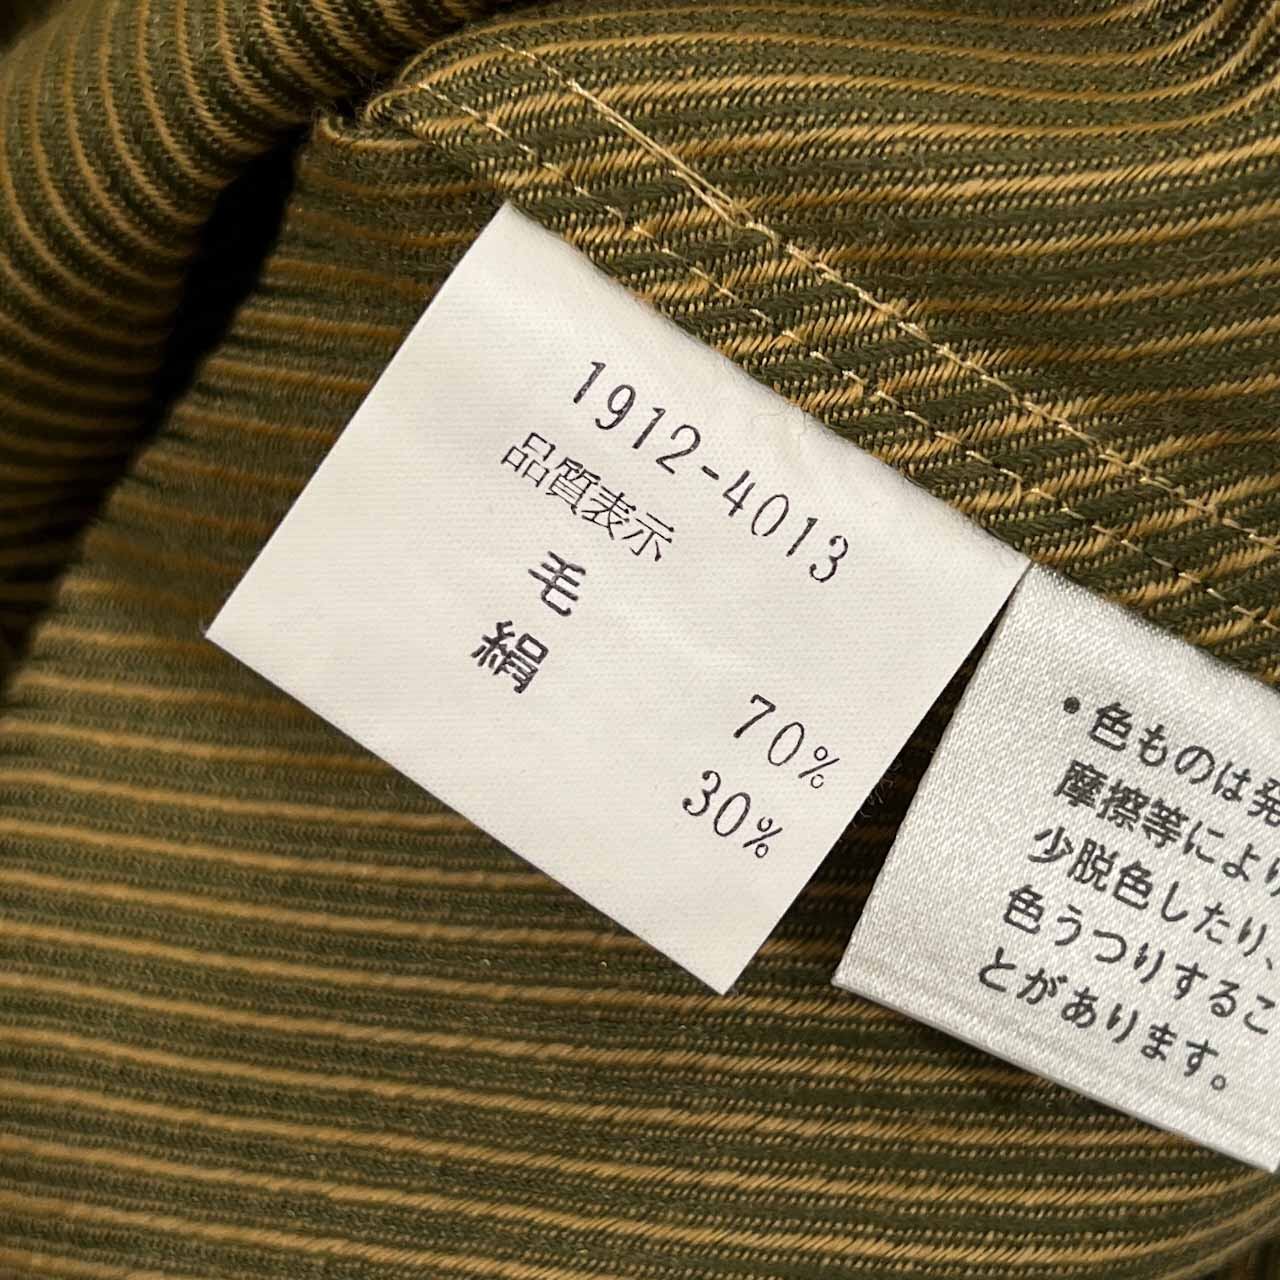 1912-4013
品質表示
毛 70%
絹 30%
•色ものは発
摩擦等により
少脱色したり、
色うつりするこ
とがあります。